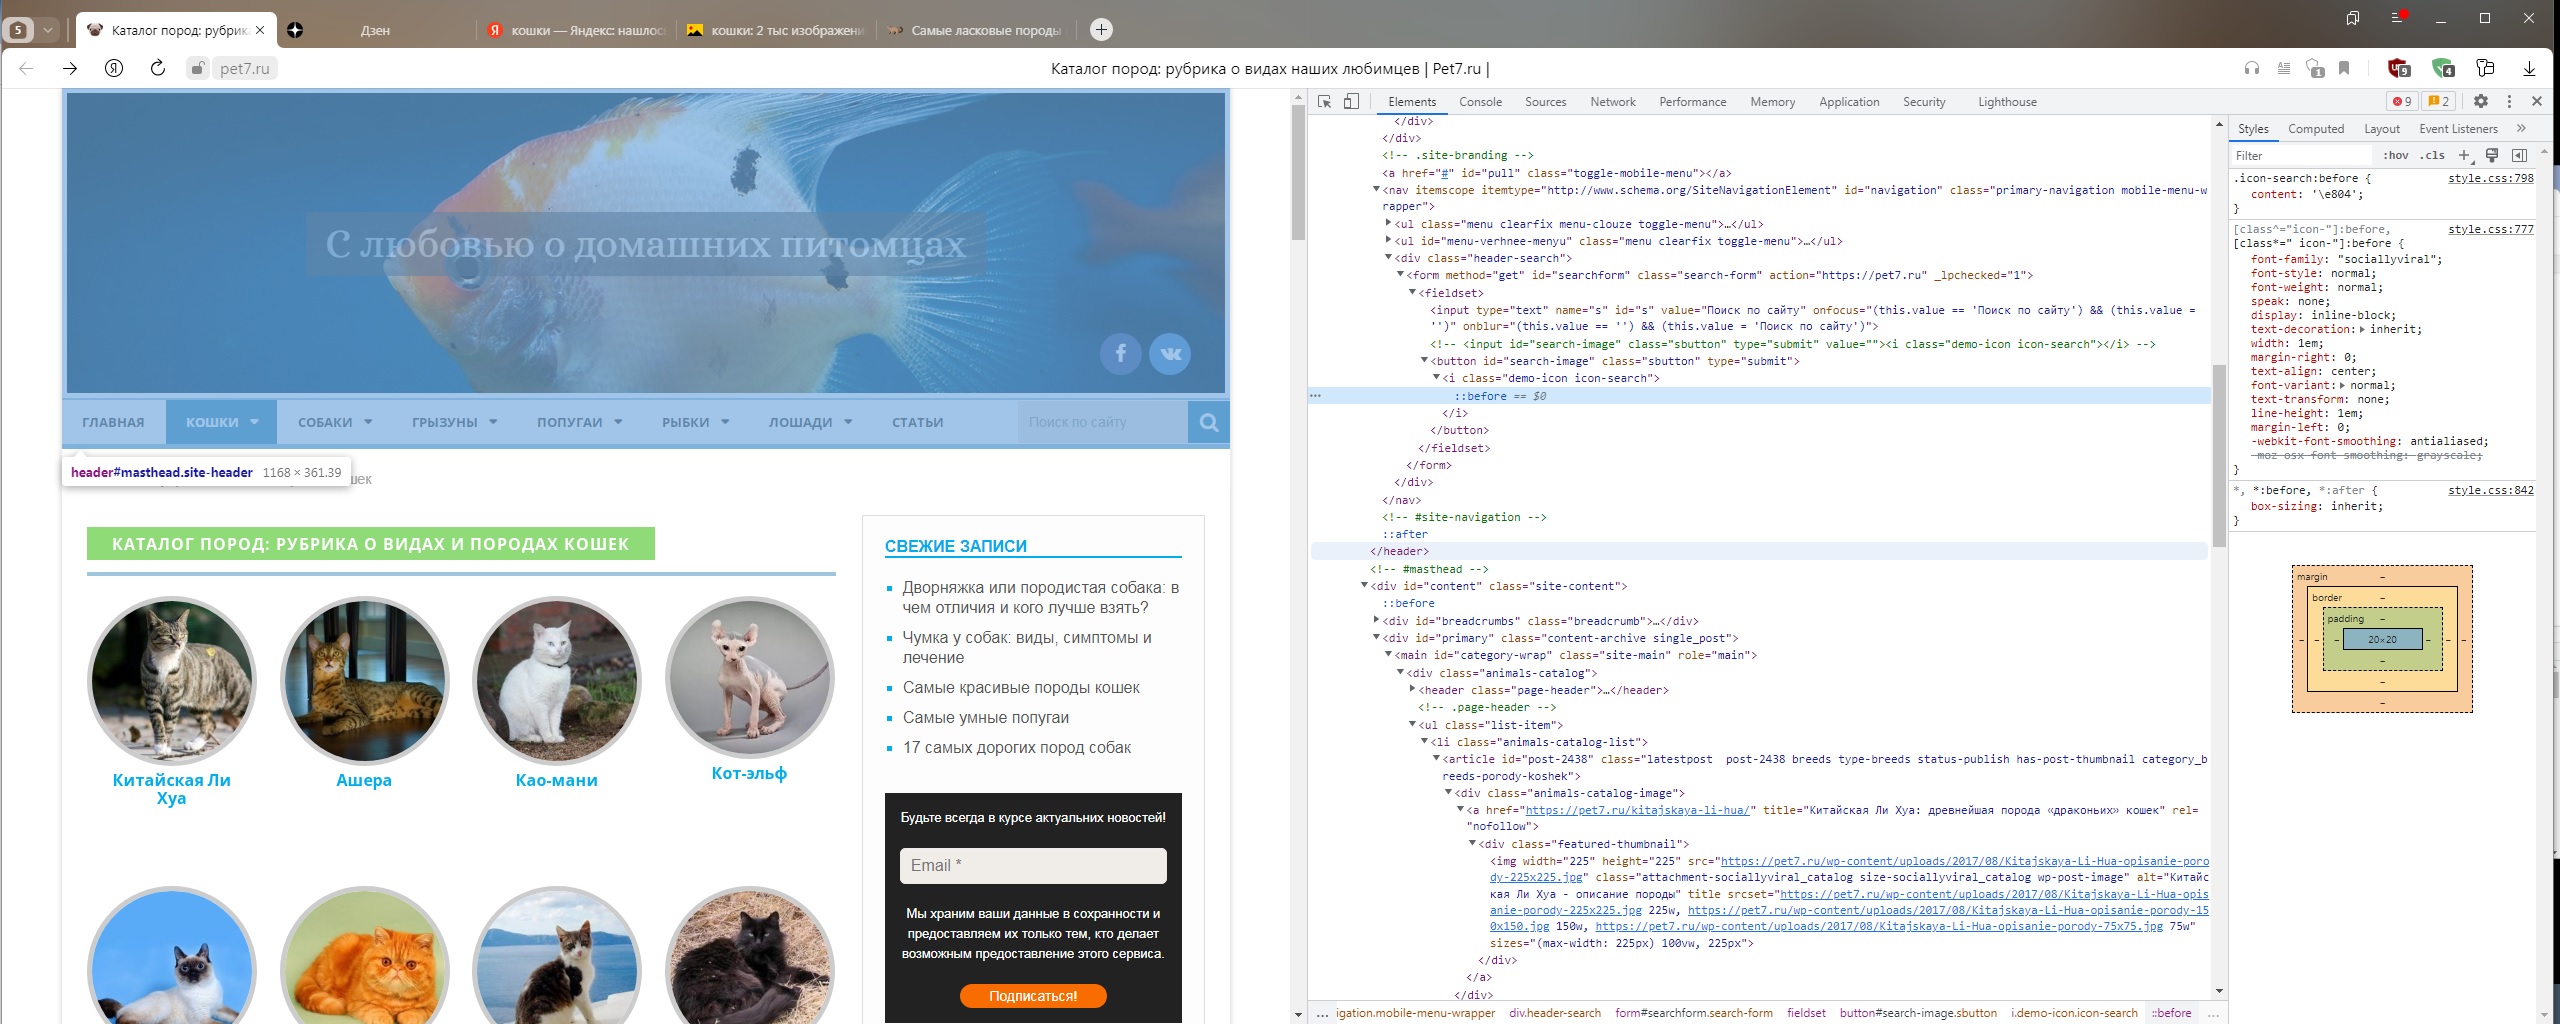 5
Каталог пород: рубрик
Дзен
кошки — Яндекс: нашлос
кошки: 2 тыс изображени
Самые ласковые породы
pet7.ru
Каталог пород: рубрика о видах наших любимцев | Pet7.ru |
1
9
4
С любовью о домашних питомцах
ГЛАВНАЯ
КОШКИ
СОБАКИ
ГРЫЗУНЫ
ПОПУГАИ
РЫБКИ
ЛОШАДИ
СТАТЬИ
Поиск по сайту
header#masthead.site-header 1168 × 361.39
шек
КАТАЛОГ ПОРОД: РУБРИКА О ВИДАХ И ПОРОДАХ КОШЕК
Китайская Ли
Хуа
Ашера
Као-мани
Кот-эльф
СВЕЖИЕ ЗАПИСИ
Дворняжка или породистая собака: в
чем отличия и кого лучше взять?
Чумка у собак: виды, симптомы и
лечение
Самые красивые породы кошек
Самые умные попугаи
17 самых дорогих пород собак
Будьте всегда в курсе актуальных новостей!
Email *
Мы храним ваши данные в сохранности и
предоставляем их только тем, кто делает
возможным предоставление этого сервиса.
Подписаться!
Elements Console Sources Network Performance Memory Application Security Lighthouse
9 2
</div>
</div>
<!-- .site-branding -->
<a href="#" id="pull" class="toggle-mobile-menu"></a>
<nav itemscope itemtype="http://www.schema.org/SiteNavigationElement" id="navigation" class="primary-navigation mobile-menu-w
rapper">
<ul class="menu clearfix menu-clouze toggle-menu">…</ul>
<ul id="menu-verhnee-menyu" class="menu clearfix toggle-menu">…</ul>
<div class="header-search">
<form method="get" id="searchform" class="search-form" action="https://pet7.ru" _lpchecked="1">
<fieldset>
<input type="text" name="s" id="s" value="Поиск по сайту" onfocus="(this.value == 'Поиск по сайту') && (this.value =
'')" onblur="(this.value == '') && (this.value = 'Поиск по сайту')">
<!-- <input id="search-image" class="sbutton" type="submit" value=""><i class="demo-icon icon-search"></i> -->
<button id="search-image" class="sbutton" type="submit">
<i class="demo-icon icon-search">
… ::before == $0
</i>
</button>
</fieldset>
</form>
</div>
</nav>
<!-- #site-navigation -->
::after
</header>
<!-- #masthead -->
<div id="content" class="site-content">
::before
<div id="breadcrumbs" class="breadcrumb">…</div>
<div id="primary" class="content-archive single_post">
<main id="category-wrap" class="site-main" role="main">
<div class="animals-catalog">
<header class="page-header">…</header>
<!-- .page-header -->
<ul class="list-item">
<li class="animals-catalog-list">
<article id="post-2438" class="latestpost  post-2438 breeds type-breeds status-publish has-post-thumbnail category_b
reeds-porody-koshek">
<div class="animals-catalog-image">
<a href="https://pet7.ru/kitajskaya-li-hua/" title="Китайская Ли Хуа: древнейшая порода «драконьих» кошек" rel=
"nofollow">
<div class="featured-thumbnail">
<img width="225" height="225" src="https://pet7.ru/wp-content/uploads/2017/08/Kitajskaya-Li-Hua-opisanie-poro
dy-225x225.jpg" class="attachment-sociallyviral_catalog size-sociallyviral_catalog wp-post-image" alt="Китайс
кая Ли Хуа - описание породы" title srcset="https://pet7.ru/wp-content/uploads/2017/08/Kitajskaya-Li-Hua-opis
anie-porody-225x225.jpg 225w, https://pet7.ru/wp-content/uploads/2017/08/Kitajskaya-Li-Hua-opisanie-porody-15
0x150.jpg 150w, https://pet7.ru/wp-content/uploads/2017/08/Kitajskaya-Li-Hua-opisanie-porody-75x75.jpg 75w"
sizes="(max-width: 225px) 100vw, 225px">
</div>
</a>
</div>
… igation.mobile-menu-wrapper div.header-search form#searchform.search-form fieldset button#search-image.sbutton i.demo-icon.icon-search ::before …
Styles Computed Layout Event Listeners »
Filter :hov .cls
.icon-search:before { style.css:798
content: '\e804';
}
[class^="icon-"]:before, style.css:777
[class*=" icon-"]:before {
font-family: "sociallyviral";
font-style: normal;
font-weight: normal;
speak: none;
display: inline-block;
text-decoration: inherit;
width: 1em;
margin-right: 0;
text-align: center;
font-variant: normal;
text-transform: none;
line-height: 1em;
margin-left: 0;
-webkit-font-smoothing: antialiased;
-moz-osx-font-smoothing: grayscale;
}
*, *:before, *:after { style.css:842
box-sizing: inherit;
}
margin –
border –
padding –
– – – 20×20 – – –
–
–
–